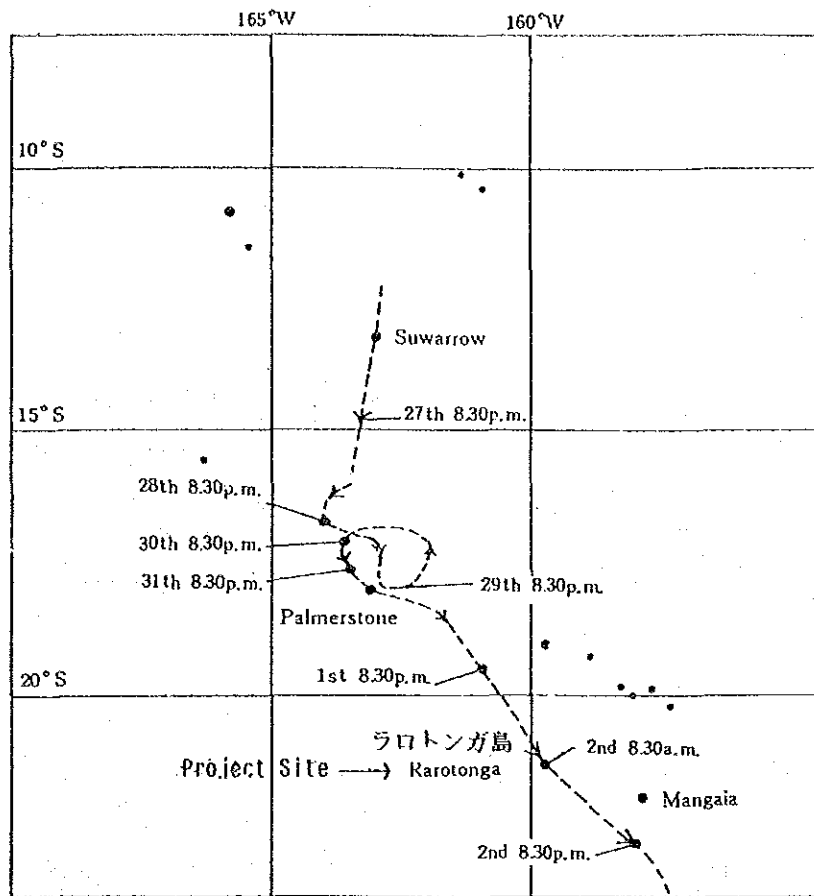 165°W
160°W
10°S
Suwarrow
27th 8.30p.m.
15°S
28th 8.30p.m.
30th 8.30p.m.
31th 8.30p.m.
29th 8.30p.m.
Palmerstone
1st 8.30p.m.
20°S
ラロトンガ島
2nd 8.30a.m.
Project Site → Rarotonga
Mangaia
2nd 8.30p.m.